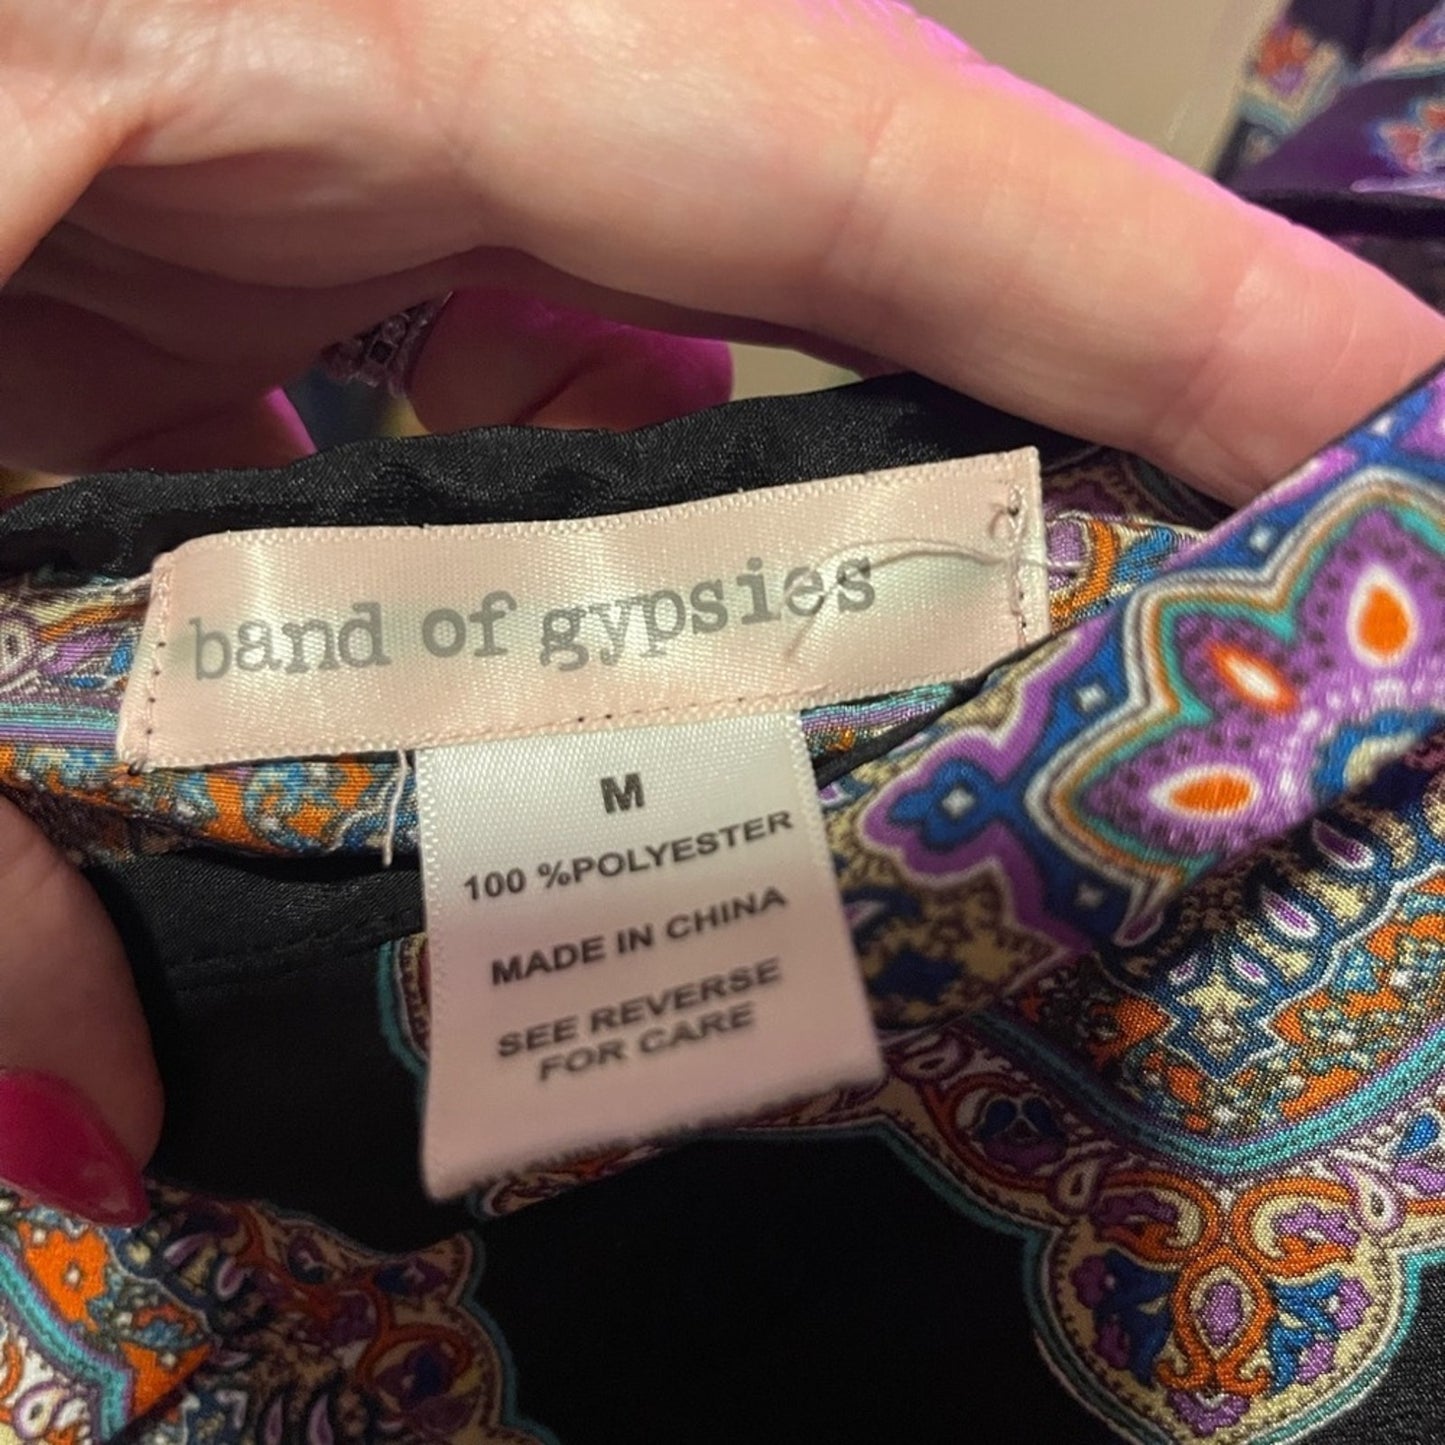 band of gypsies
M
100 %POLYESTER
MADE IN CHINA
SEE REVERSE
FOR CARE